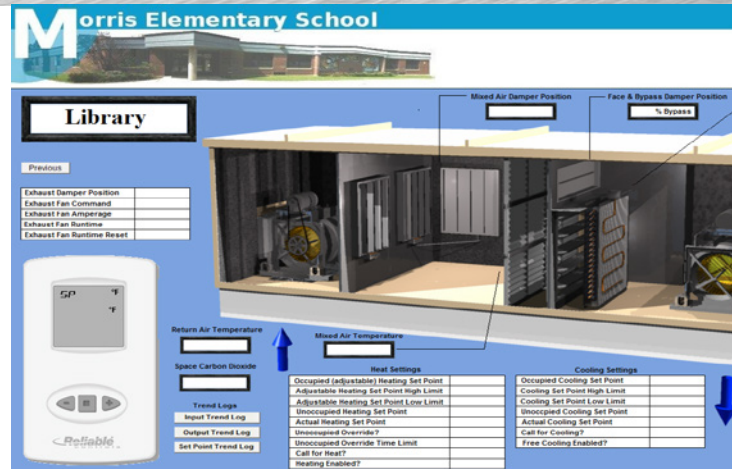 Morris Elementary School
Mixed Air Damper Position
Face & Bypass Damper Position
% Bypass
Library
Previous
Exhaust Damper Position
Exhaust Fan Command
Exhaust Fan Amperage
Exhaust Fan Runtime
Exhaust Fan Runtime Reset
SP °F
°F
Reliable
controls
Return Air Temperature
Space Carbon Dioxide
Trend Logs
Input Trend Log
Output Trend Log
Set Point Trend Log
Mixed Air Temperature
Heat Settings
Occupied (adjustable) Heating Set Point
Adjustable Heating Set Point High Limit
Adjustable Heating Set Point Low Limit
Unoccupied Heating Set Point
Actual Heating Set Point
Unoccupied Override?
Unoccupied Override Time Limit
Call for Heat?
Heating Enabled?
Cooling Settings
Occupied Cooling Set Point
Cooling Set Point High Limit
Cooling Set Point Low Limit
Unoccpied Cooling Set Point
Actual Cooling Set Point
Call for Cooling?
Free Cooling Enabled?